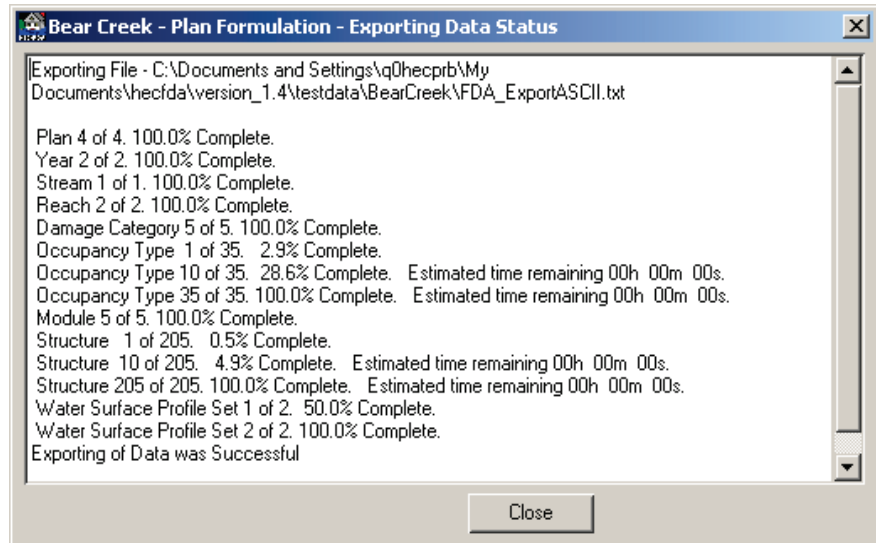 Bear Creek - Plan Formulation - Exporting Data Status
Exporting File - C:\Documents and Settings\q0hecprb\My
Documents\hecfda\version_1.4\testdata\BearCreek\FDA_ExportASCII.txt
Plan 4 of 4. 100.0% Complete.
Year 2 of 2. 100.0% Complete.
Stream 1 of 1. 100.0% Complete.
Reach 2 of 2. 100.0% Complete.
Damage Category 5 of 5. 100.0% Complete.
Occupancy Type 1 of 35. 2.9% Complete.
Occupancy Type 10 of 35. 28.6% Complete. Estimated time remaining 00h 00m 00s.
Occupancy Type 35 of 35. 100.0% Complete. Estimated time remaining 00h 00m 00s.
Module 5 of 5. 100.0% Complete.
Structure 1 of 205. 0.5% Complete.
Structure 10 of 205. 4.9% Complete. Estimated time remaining 00h 00m 00s.
Structure 205 of 205. 100.0% Complete. Estimated time remaining 00h 00m 00s.
Water Surface Profile Set 1 of 2. 50.0% Complete.
Water Surface Profile Set 2 of 2. 100.0% Complete.
Exporting of Data was Successful
Close